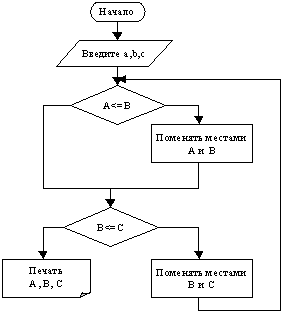 Начало
Введите a,b,c
A<=B
Поменять местами
A и B
B<=C
Печать
A, B, C
Поменять местами
B и C